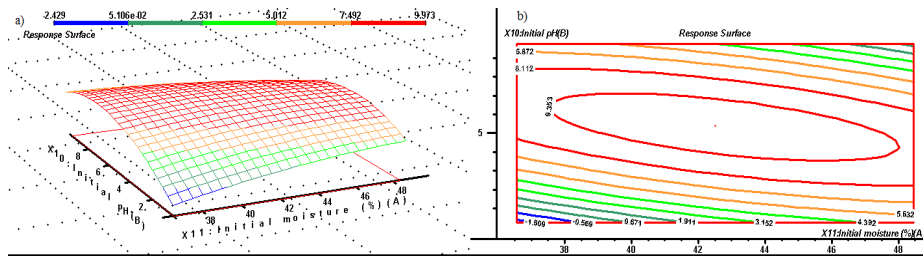 a)
-2.429 5.106e-02 2.531 5.012 7.492 9.973
Response Surface
X10:Initial pH(B)
8 6 4 2
X11:Initial moisture (%)(A)
38 40 42 44 46 48
b)
X10:Initial pH(B) Response Surface
5.872
8.112
9.353
5
-1.809 -0.569 0.671 1.911 3.152 4.392 5.632
38 40 42 44 46 48
X11:Initial moisture (%)(A